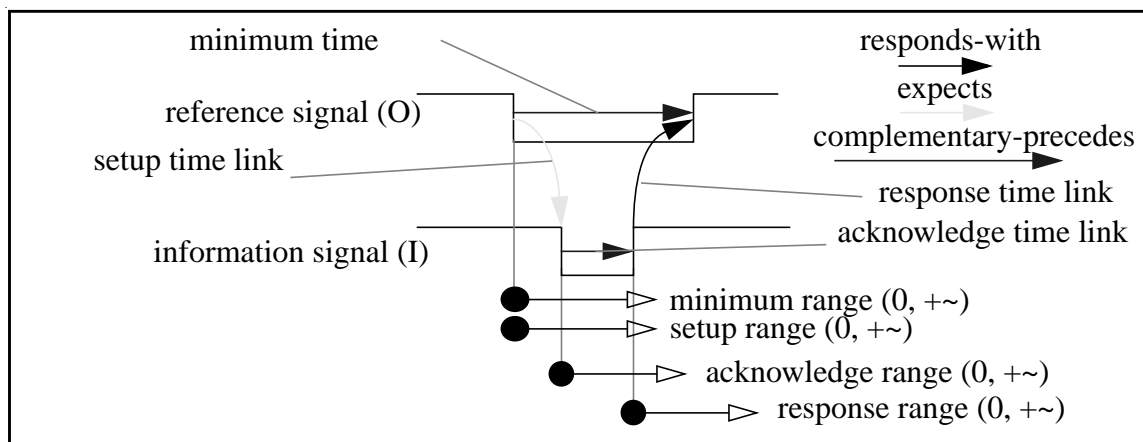 minimum time
responds-with
reference signal (O)
expects
setup time link
complementary-precedes
response time link
information signal (I)
acknowledge time link
minimum range (0, +~)
setup range (0, +~)
acknowledge range (0, +~)
response range (0, +~)